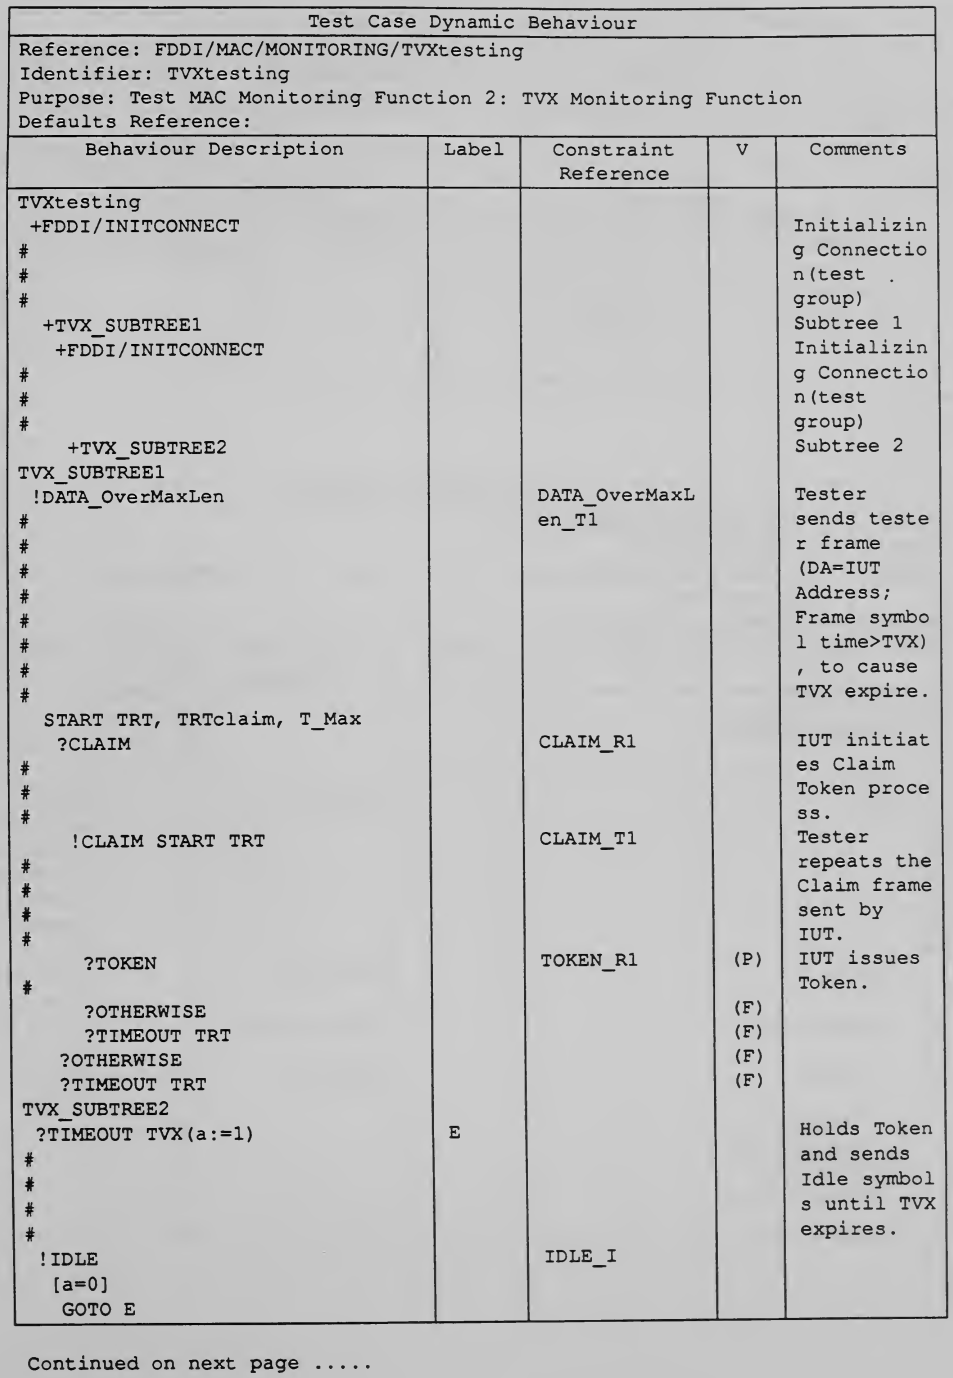 Test Case Dynamic Behaviour
Reference: FDDI/MAC/MONITORING/TVXtesting
Identifier: TVXtesting
Purpose: Test MAC Monitoring Function 2: TVX Monitoring Function
Defaults Reference:
Behaviour Description Label Constraint V Comments
Reference
TVXtesting
+FDDI/INITCONNECT Initializin
# g Connectio
# n(test .
# group)
+TVX_SUBTREE1 Subtree 1
+FDDI/INITCONNECT Initializin
# g Connectio
# n(test
# group)
+TVX_SUBTREE2 Subtree 2
TVX_SUBTREE1
!DATA_OverMaxLen DATA_OverMaxL Tester
# en_T1 sends teste
# r frame
# (DA=IUT
# Address;
# Frame symbo
# l time>TVX)
# , to cause
# TVX expire.
START TRT, TRTclaim, T_Max
?CLAIM CLAIM_R1 IUT initiat
# es Claim
# Token proce
# ss.
!CLAIM START TRT CLAIM_T1 Tester
# repeats the
# Claim frame
# sent by
# IUT.
?TOKEN TOKEN_R1 (P) IUT issues
# Token.
?OTHERWISE (F)
?TIMEOUT TRT (F)
?OTHERWISE (F)
?TIMEOUT TRT (F)
TVX_SUBTREE2
?TIMEOUT TVX(a:=1) E Holds Token
# and sends
# Idle symbol
# s until TVX
# expires.
!IDLE IDLE_I
[a=0]
GOTO E
Continued on next page .....